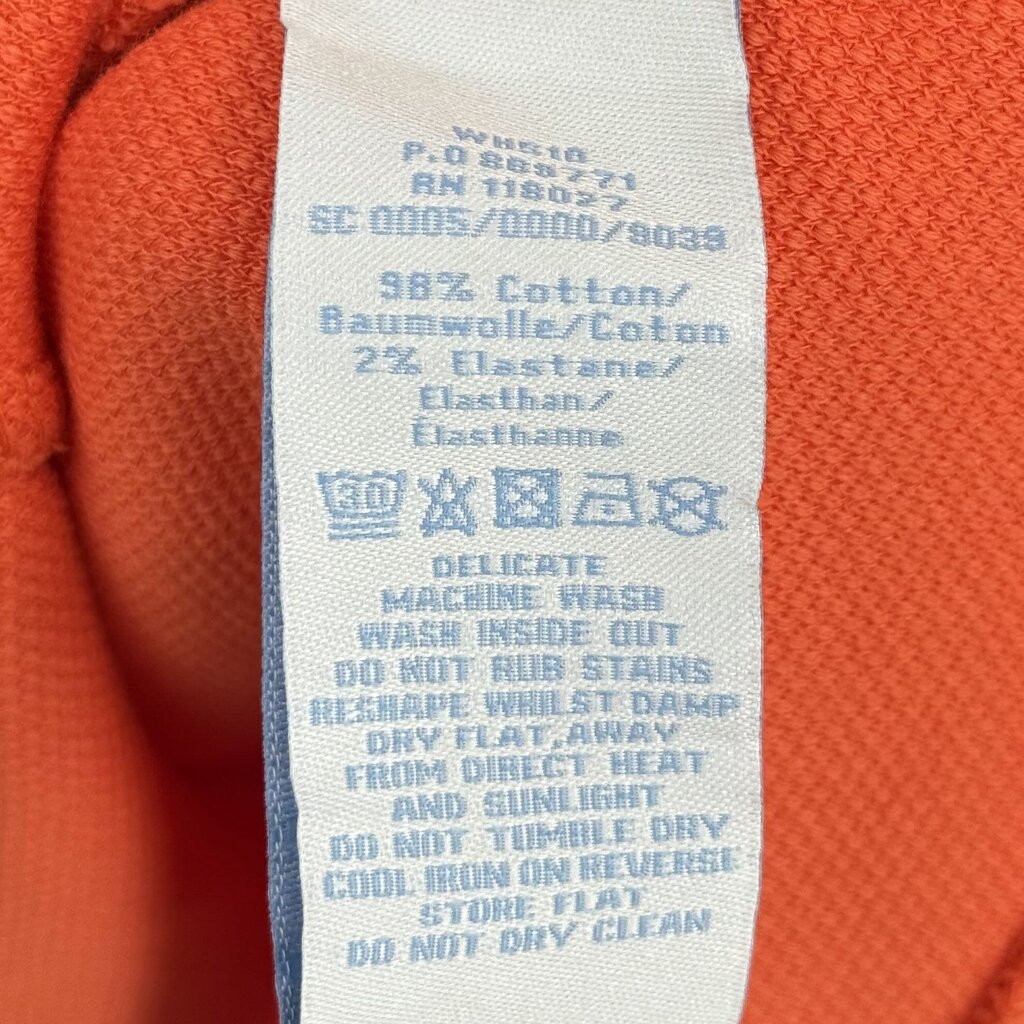 WH510
P.O 869771
RN 118027
SC 0005/0000/9039
98% Cotton/
Baumwolle/Coton
2% Elastane/
Elasthan/
Élasthanne
30
DELICATE
MACHINE WASH
WASH INSIDE OUT
DO NOT RUB STAINS
RESHAPE WHILST DAMP
DRY FLAT,AWAY
FROM DIRECT HEAT
AND SUNLIGHT
DO NOT TUMBLE DRY
COOL IRON ON REVERSE
STORE FLAT
DO NOT DRY CLEAN